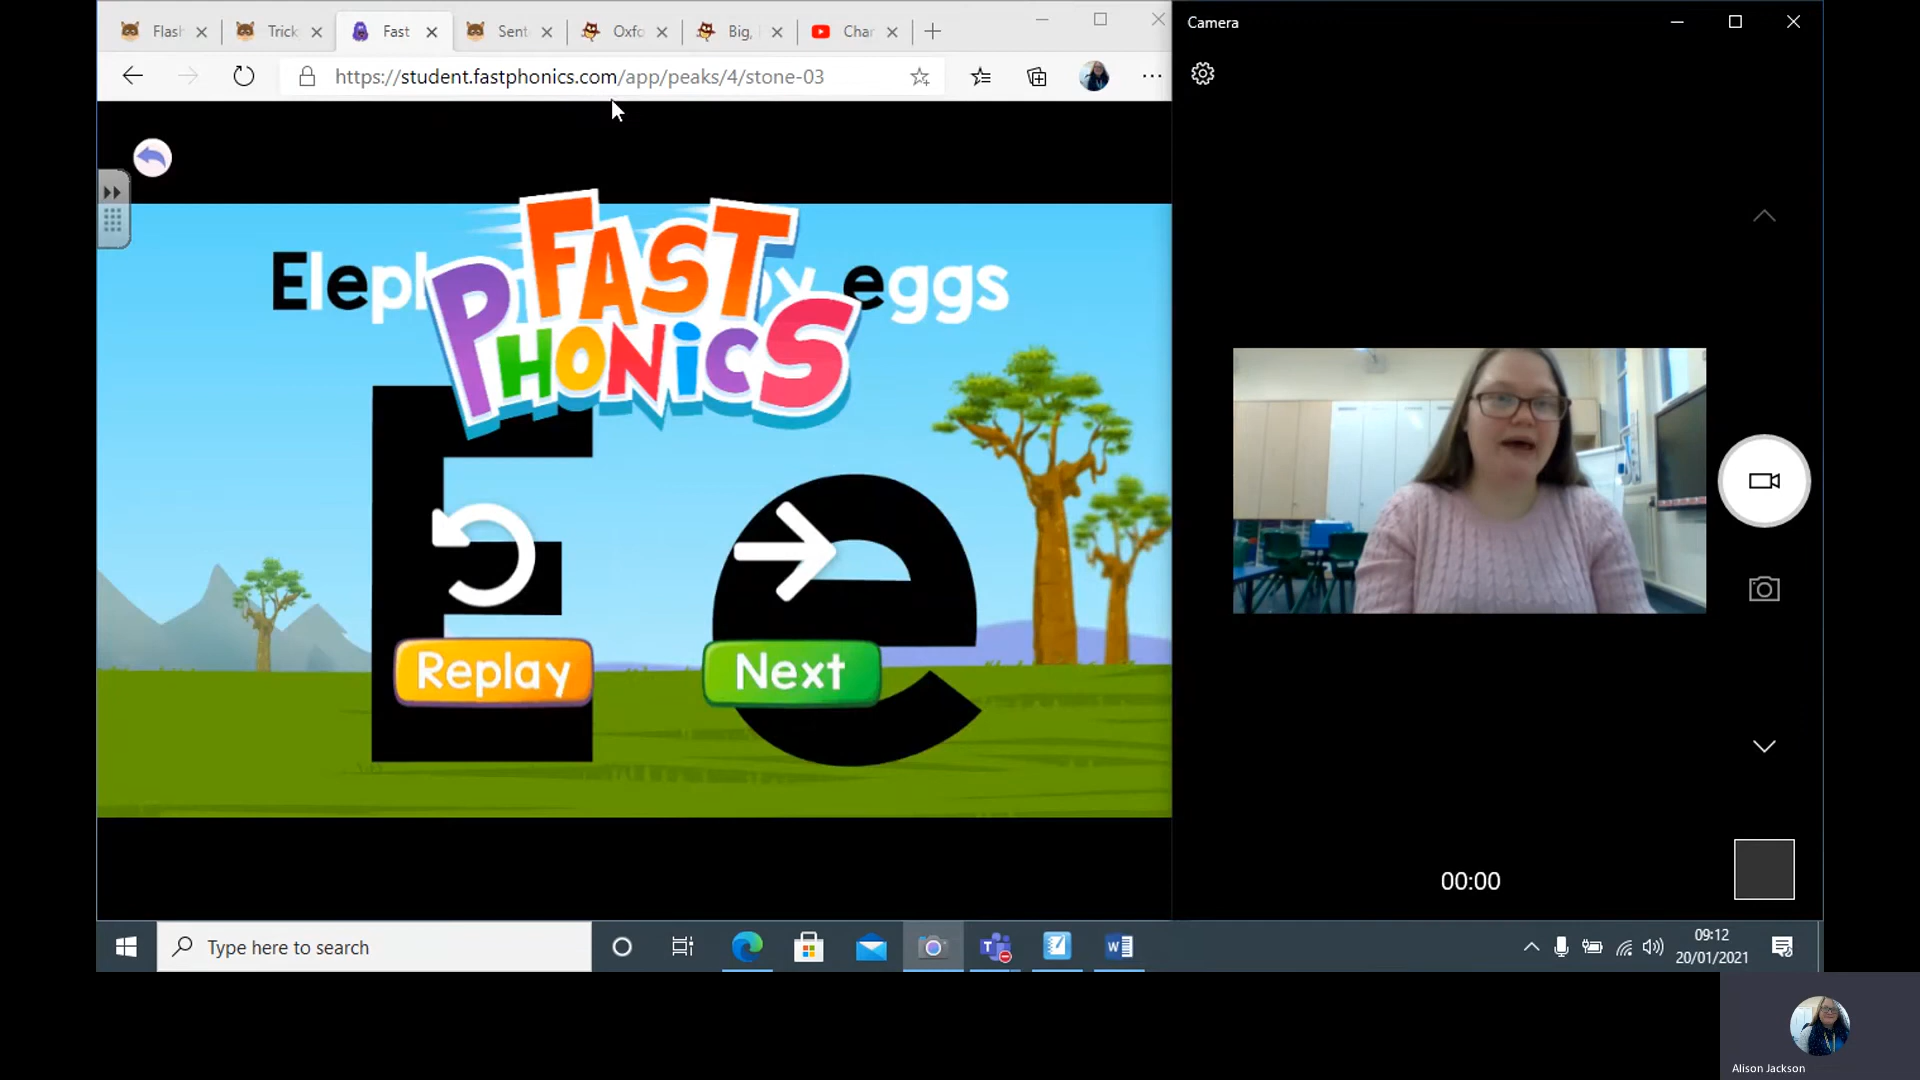 Flash
Trick
Fast
Sent
Oxfo
Big,
Char
https://student.fastphonics.com/app/peaks/4/stone-03
Camera
FAST
PHONiCS
eggs
E e
Replay
Next
00:00
Type here to search
09:12
20/01/2021
Alison Jackson